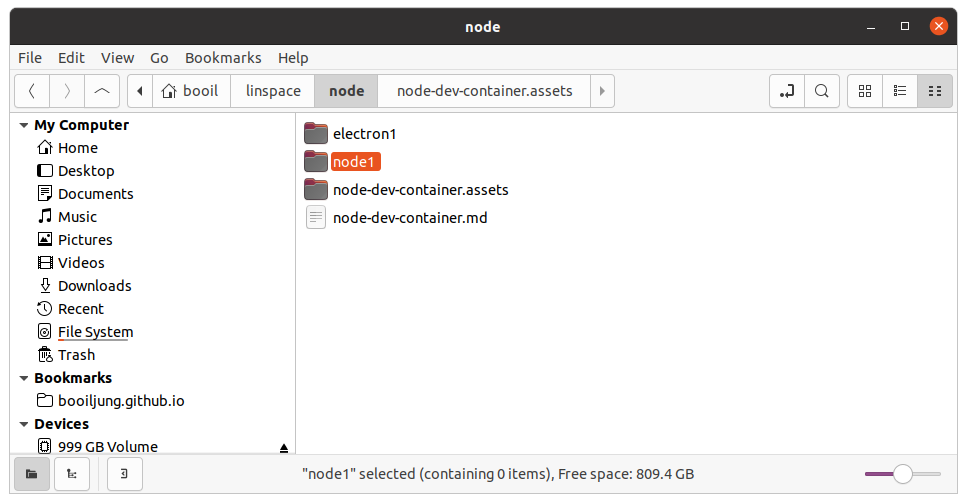 node
File Edit View Go Bookmarks Help
booil linspace node node-dev-container.assets
My Computer
Home
Desktop
Documents
Music
Pictures
Videos
Downloads
Recent
File System
Trash
Bookmarks
booiljung.github.io
Devices
999 GB Volume
electron1
node1
node-dev-container.assets
node-dev-container.md
"node1" selected (containing 0 items), Free space: 809.4 GB